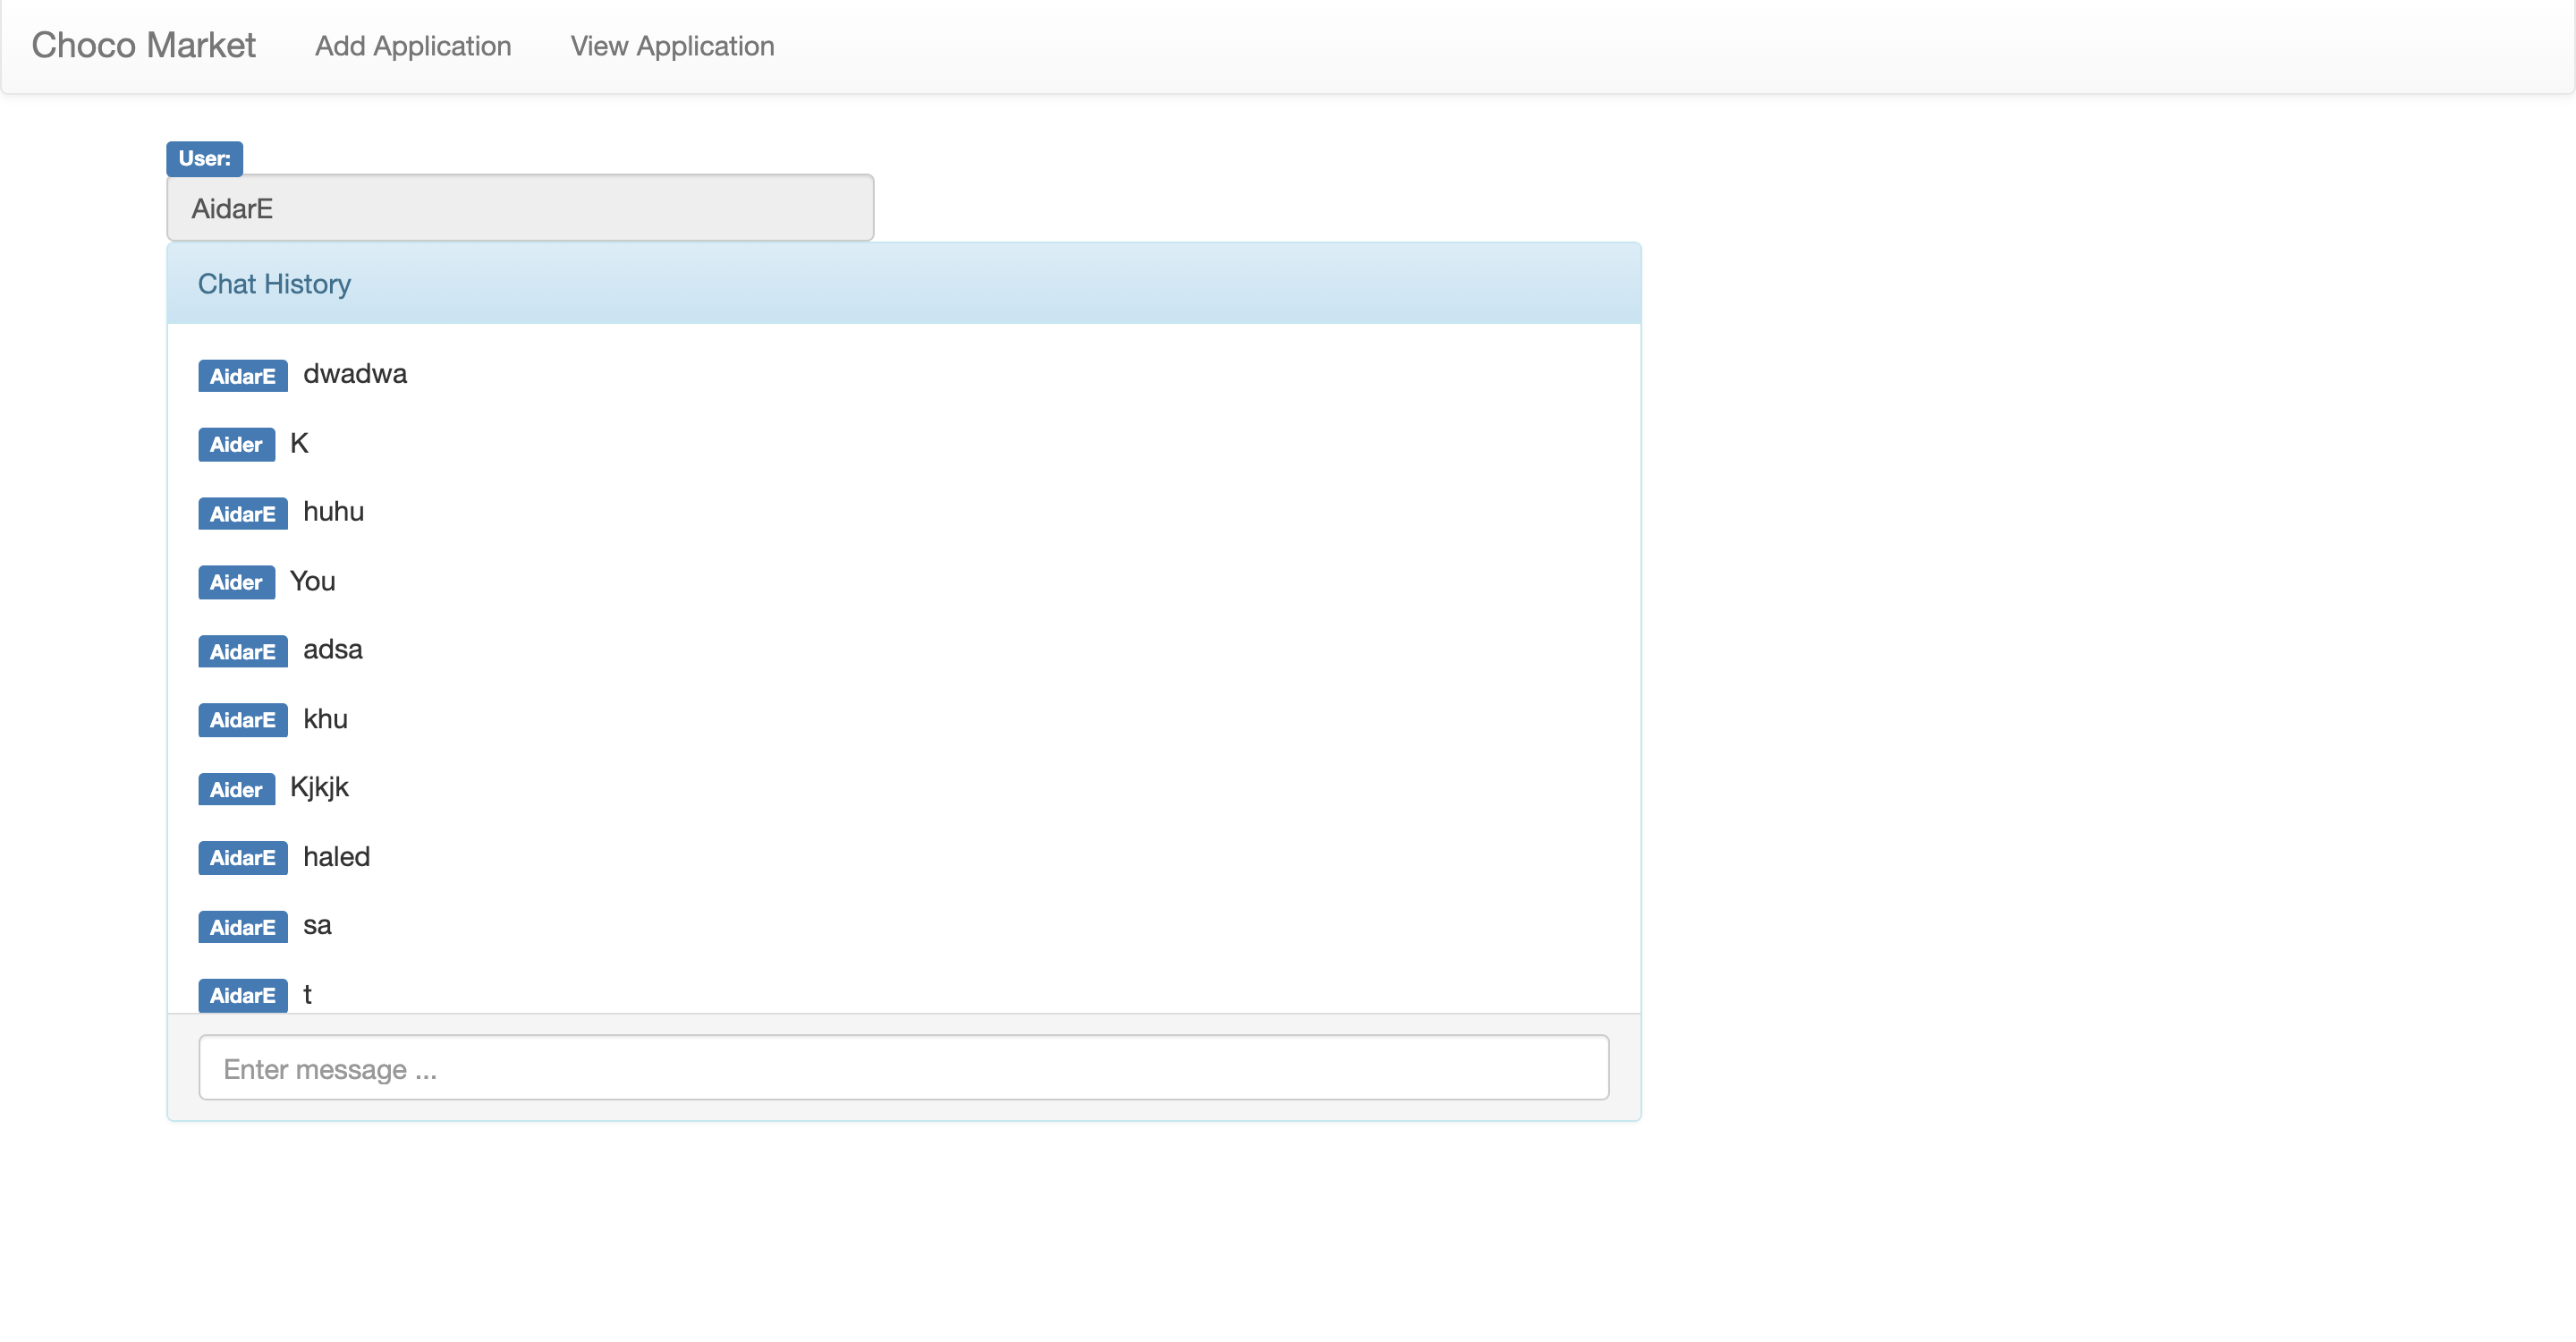 Choco Market Add Application View Application
User:
AidarE
Chat History
AidarE dwadwa
Aider K
AidarE huhu
Aider You
AidarE adsa
AidarE khu
Aider Kjkjk
AidarE haled
AidarE sa
AidarE t
Enter message ...